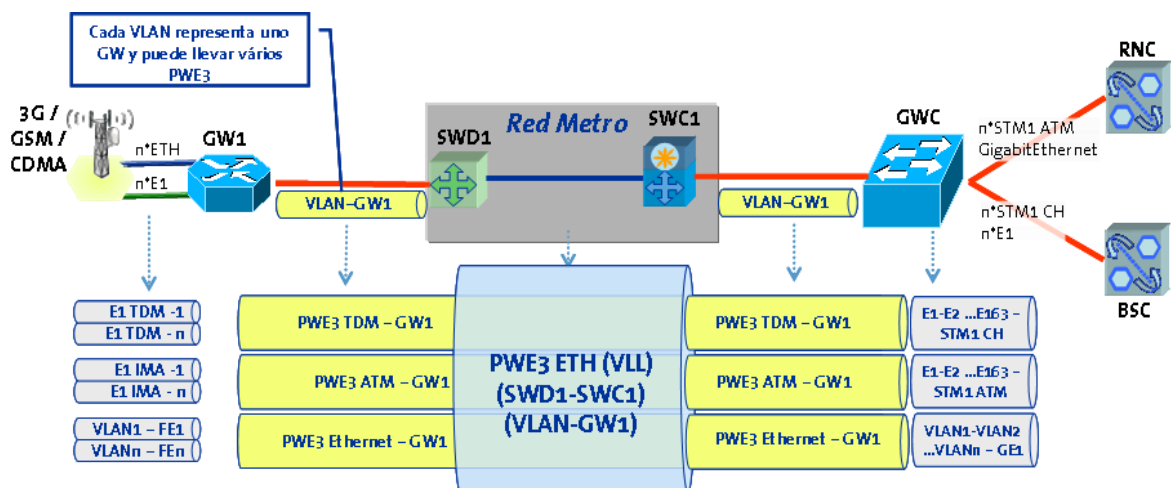 Cada VLAN representa uno
GW y puede llevar vários
PWE3
3G /
GSM /
CDMA
n*ETH
n*E1
GW1
VLAN-GW1
Red Metro
SWD1
SWC1
VLAN-GW1
GWC
n*STM1 ATM
GigabitEthernet
n*STM1 CH
n*E1
RNC
BSC
E1 TDM -1
E1 TDM - n
E1 IMA -1
E1 IMA - n
VLAN1 – FE1
VLANn – FEn
PWE3 TDM – GW1
PWE3 ATM – GW1
PWE3 Ethernet – GW1
PWE3 ETH (VLL)
(SWD1-SWC1)
(VLAN-GW1)
PWE3 TDM – GW1
PWE3 ATM – GW1
PWE3 Ethernet – GW1
E1-E2 ...E163 –
STM1 CH
E1-E2 ...E163 –
STM1 ATM
VLAN1-VLAN2
...VLANn – GE1